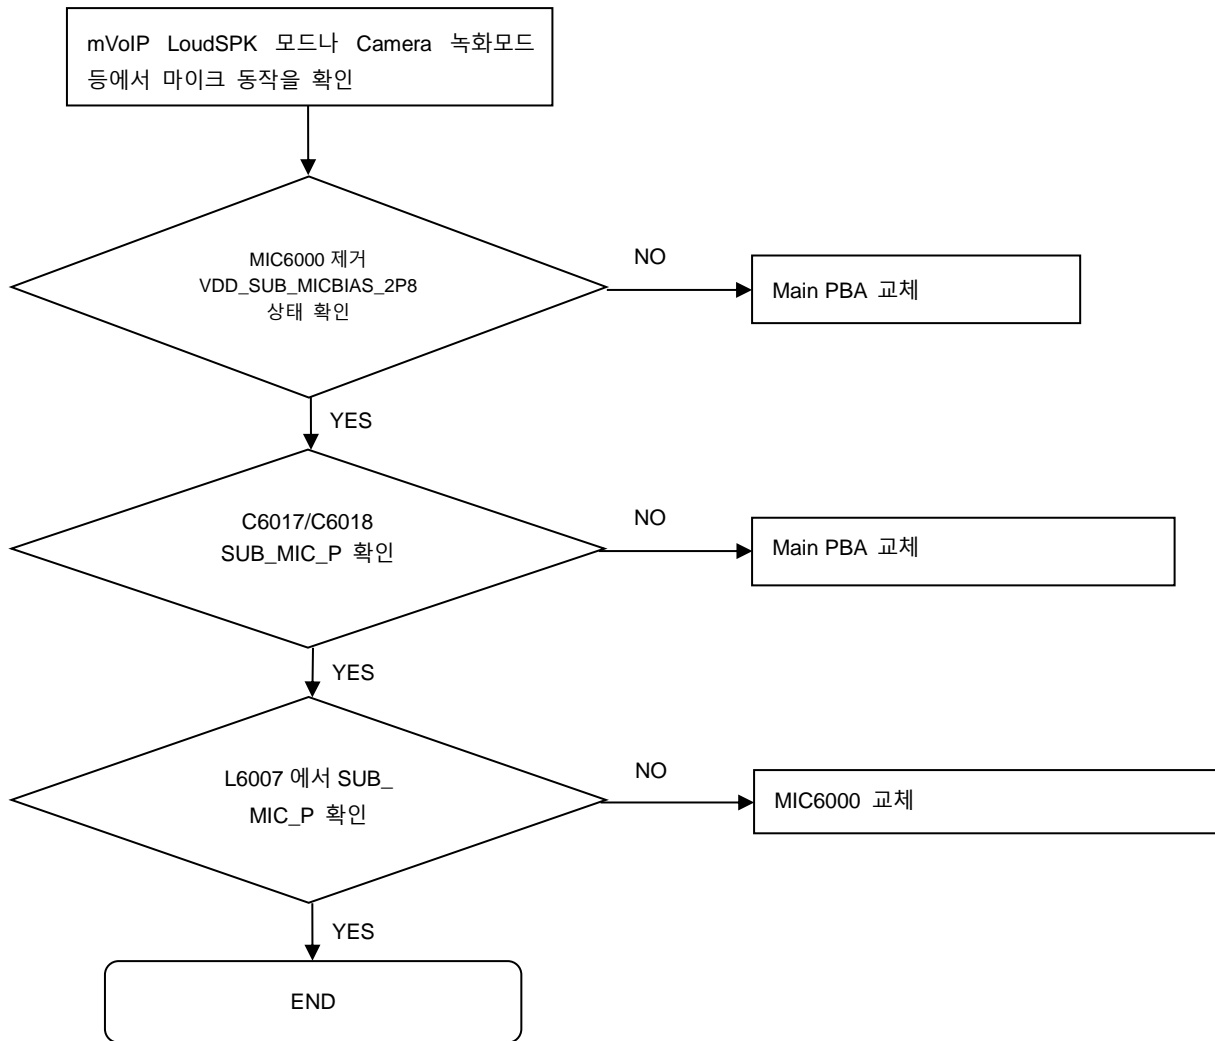 mVoIP LoudSPK 모드나 Camera 녹화모드
등에서 마이크 동작을 확인
MIC6000 제거
VDD_SUB_MICBIAS_2P8
상태 확인
NO
Main PBA 교체
YES
C6017/C6018
SUB_MIC_P 확인
NO
Main PBA 교체
YES
L6007 에서 SUB_
MIC_P 확인
NO
MIC6000 교체
YES
END